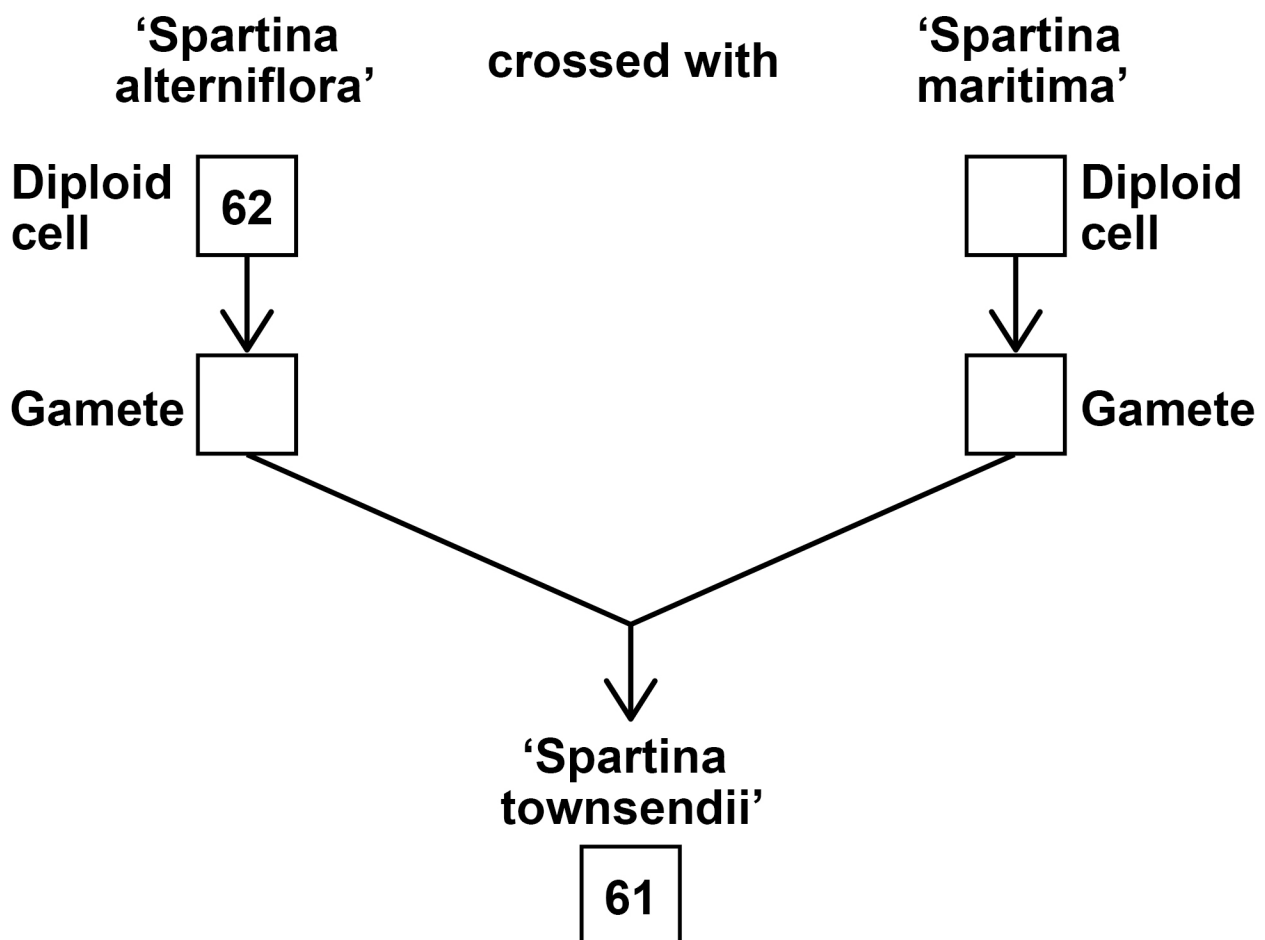 ‘Spartina
alterniflora’
crossed with
‘Spartina
maritima’
Diploid
cell
62
Diploid
cell
Gamete
Gamete
‘Spartina
townsendii’
61